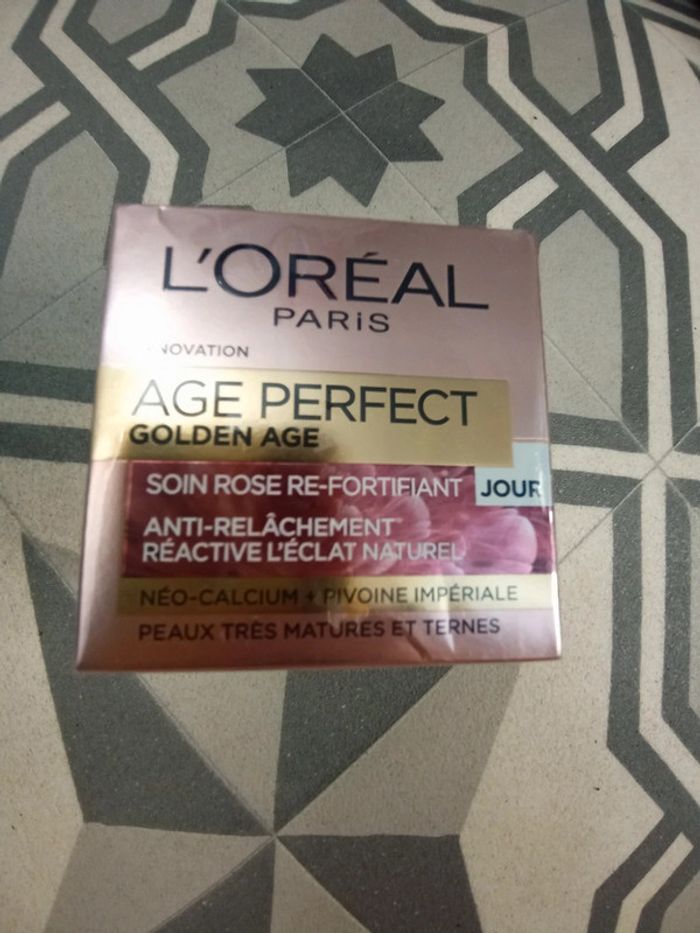 L'ORÉAL
PARiS
NOVATION
AGE PERFECT
GOLDEN AGE
SOIN ROSE RE-FORTIFIANT JOUR
ANTI-RELÂCHEMENT
RÉACTIVE L'ÉCLAT NATUREL
NÉO-CALCIUM + PIVOINE IMPÉRIALE
PEAUX TRÈS MATURES ET TERNES